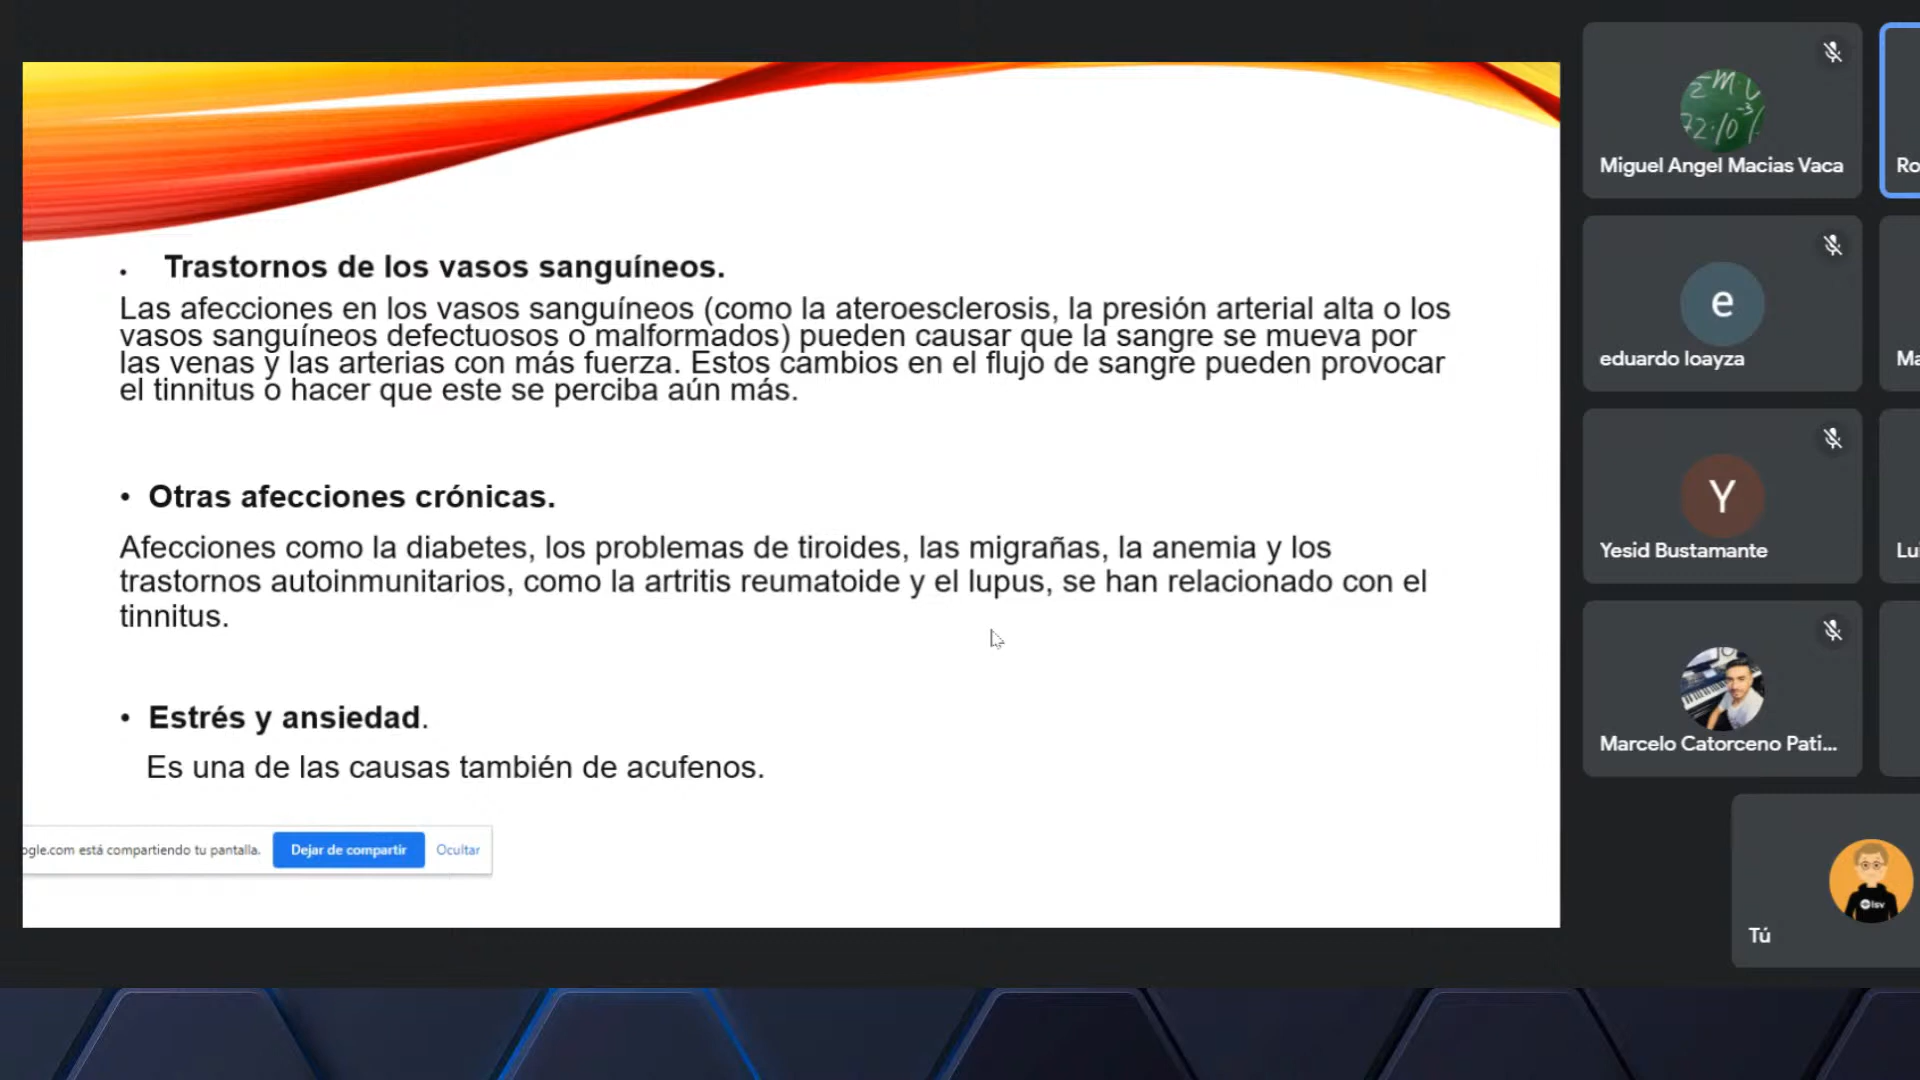 • Trastornos de los vasos sanguíneos.
Las afecciones en los vasos sanguíneos (como la ateroesclerosis, la presión arterial alta o los
vasos sanguíneos defectuosos o malformados) pueden causar que la sangre se mueva por
las venas y las arterias con más fuerza. Estos cambios en el flujo de sangre pueden provocar
el tinnitus o hacer que este se perciba aún más.
• Otras afecciones crónicas.
Afecciones como la diabetes, los problemas de tiroides, las migrañas, la anemia y los
trastornos autoinmunitarios, como la artritis reumatoide y el lupus, se han relacionado con el
tinnitus.
• Estrés y ansiedad.
Es una de las causas también de acufenos.
ogle.com está compartiendo tu pantalla.
Dejar de compartir
Ocultar
Miguel Angel Macias Vaca
Ro
e
eduardo loayza
Ma
Y
Yesid Bustamante
Lui
Marcelo Catorceno Pati...
Tú